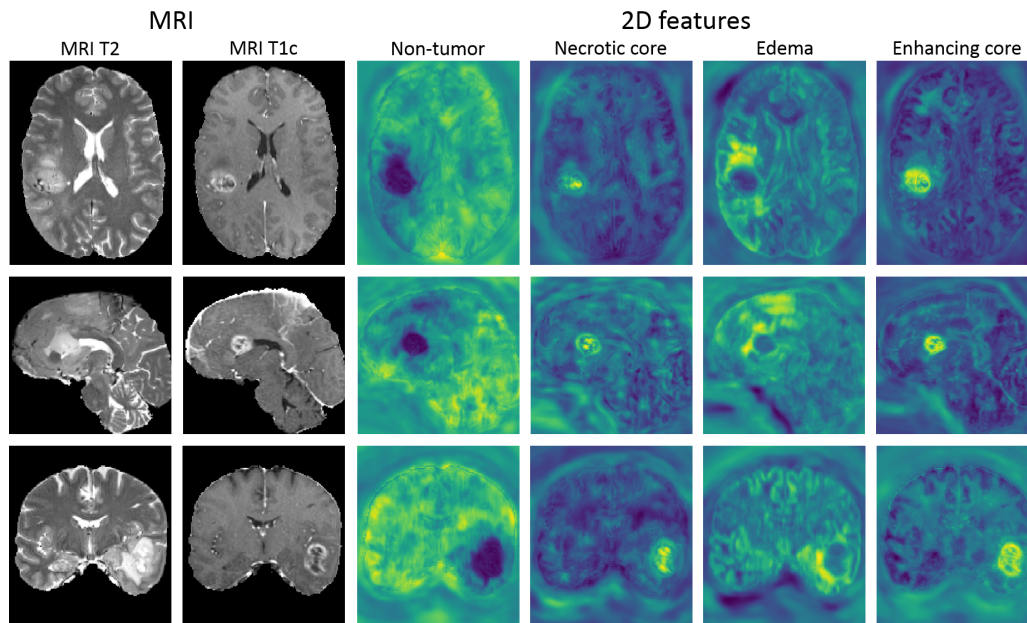 MRI
2D features
MRI T2
MRI T1c
Non-tumor
Necrotic core
Edema
Enhancing core